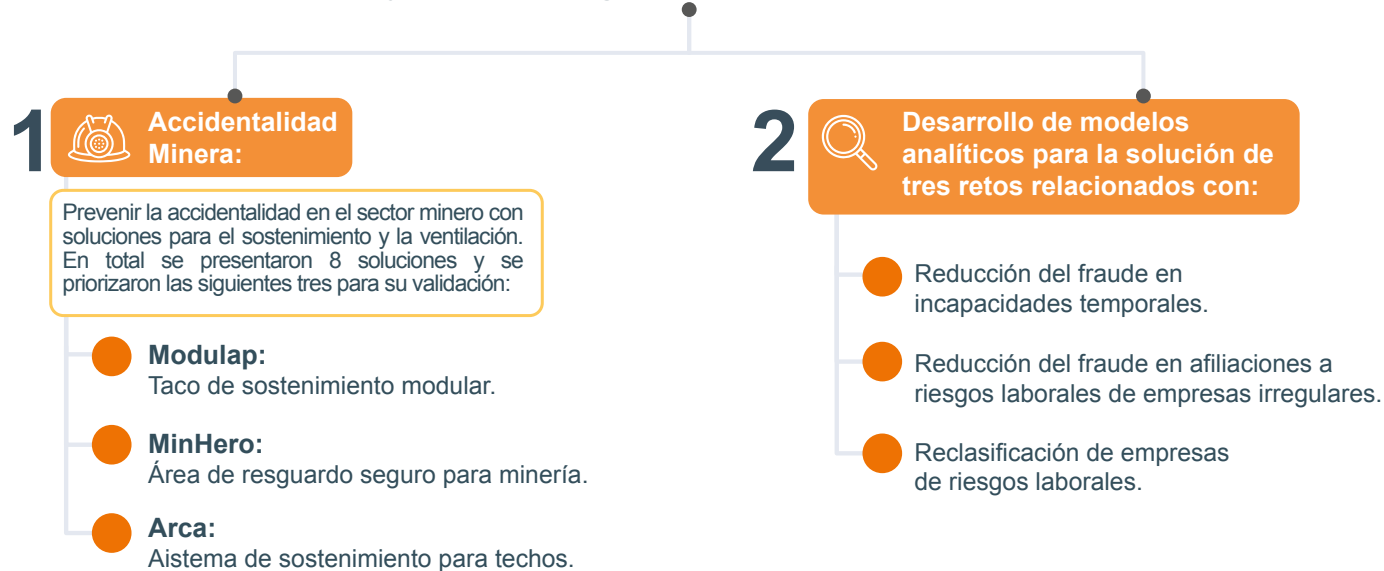 1
Accidentalidad
Minera:
Prevenir la accidentalidad en el sector minero con
soluciones para el sostenimiento y la ventilación.
En total se presentaron 8 soluciones y se
priorizaron las siguientes tres para su validación:
Modulap:
Taco de sostenimiento modular.
MinHero:
Área de resguardo seguro para minería.
Arca:
Aistema de sostenimiento para techos.
2
Desarrollo de modelos
analíticos para la solución de
tres retos relacionados con:
Reducción del fraude en
incapacidades temporales.
Reducción del fraude en afiliaciones a
riesgos laborales de empresas irregulares.
Reclasificación de empresas
de riesgos laborales.